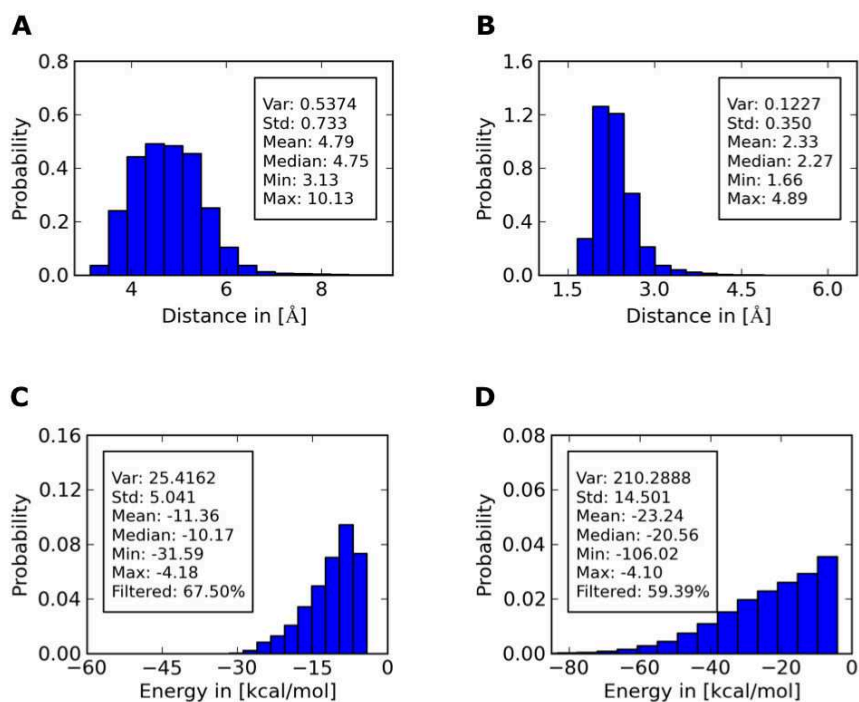 A
Probability
0.8
0.6
0.4
0.2
0.0
4
6
8
Distance in [Å]
Var: 0.5374
Std: 0.733
Mean: 4.79
Median: 4.75
Min: 3.13
Max: 10.13
B
Probability
1.6
1.2
0.8
0.4
0.0
1.5
3.0
4.5
6.0
Distance in [Å]
Var: 0.1227
Std: 0.350
Mean: 2.33
Median: 2.27
Min: 1.66
Max: 4.89
C
Probability
0.16
0.12
0.08
0.04
0.00
−60
−45
−30
−15
0
Energy in [kcal/mol]
Var: 25.4162
Std: 5.041
Mean: -11.36
Median: -10.17
Min: -31.59
Max: -4.18
Filtered: 67.50%
D
Probability
0.08
0.06
0.04
0.02
0.00
−80
−60
−40
−20
0
Energy in [kcal/mol]
Var: 210.2888
Std: 14.501
Mean: -23.24
Median: -20.56
Min: -106.02
Max: -4.10
Filtered: 59.39%